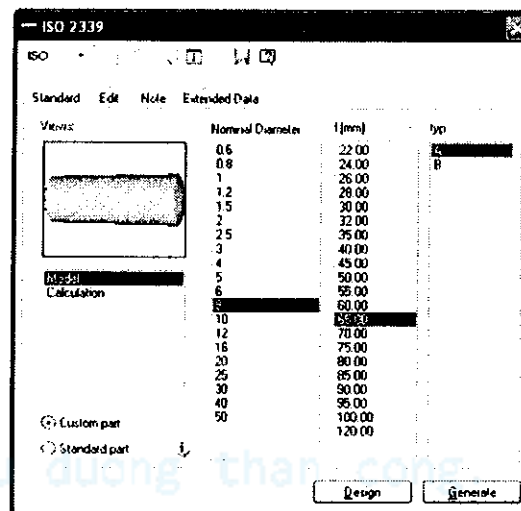 ISO 2339
ISO
Standard Edit Note Extended Data
Views: Nominal Diameter l [mm] typ
0.6 22.00 A
0.8 24.00 B
1 26.00
1.2 28.00
1.5 30.00
2 32.00
2.5 35.00
3 40.00
4 45.00
Model 5 50.00
Calculation 6 55.00
8 60.00
10 65.00
12 70.00
16 75.00
20 80.00
25 85.00
30 90.00
40 95.00
Custom part 50 100.00
Standard part 120.00
u duong than cong.
Design Generate